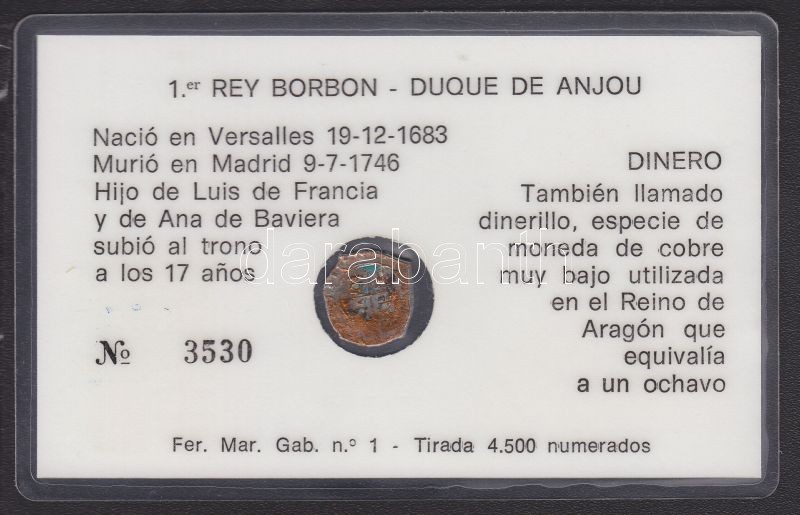 1.er REY BORBON - DUQUE DE ANJOU
Nació en Versalles 19-12-1683
Murió en Madrid 9-7-1746
Hijo de Luis de Francia
y de Ana de Baviera
subió al trono
a los 17 años
Nº 3530
DINERO
También llamado
dinerillo, especie de
moneda de cobre
muy bajo utilizada
en el Reino de
Aragón que
equivalía
a un ochavo
Fer. Mar. Gab. n.º 1 - Tirada 4.500 numerados
darabanth